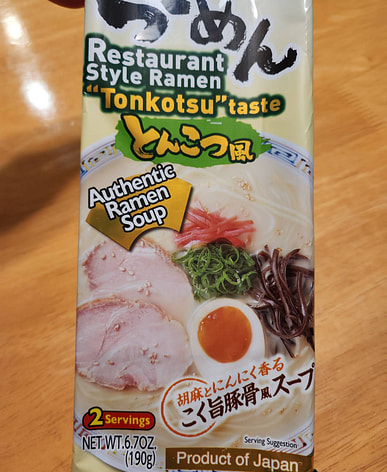 らーめん
Restaurant
Style Ramen
"Tonkotsu"taste
とんこつ風
Authentic
Ramen
Soup
胡麻とにんにく香る
こく旨豚骨風スープ
2 Servings
NET WT.6.7OZ.
(190g)
Serving Suggestion
Product of Japan